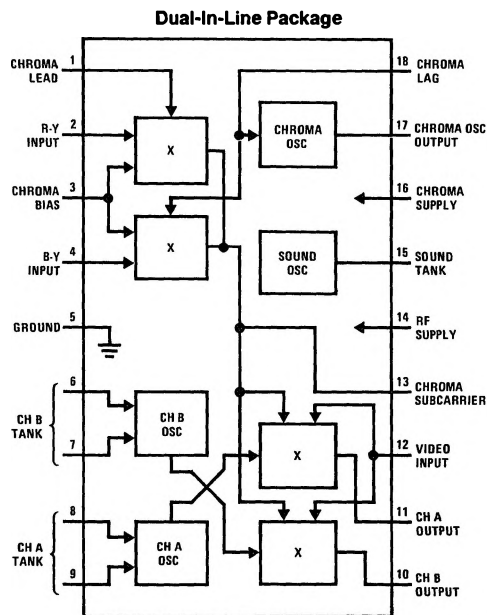 Dual-In-Line Package
CHROMA
LEAD
1
R-Y
INPUT
2
CHROMA
BIAS
3
B-Y
INPUT
4
GROUND
5
CH B
TANK
6
7
CH A
TANK
8
9
X
X
CHROMA
OSC
SOUND
OSC
CH B
OSC
CH A
OSC
X
X
18
CHROMA
LAG
17
CHROMA OSC
OUTPUT
16
CHROMA
SUPPLY
15
SOUND
TANK
14
RF
SUPPLY
13
CHROMA
SUBCARRIER
12
VIDEO
INPUT
11
CH A
OUTPUT
10
CH B
OUTPUT